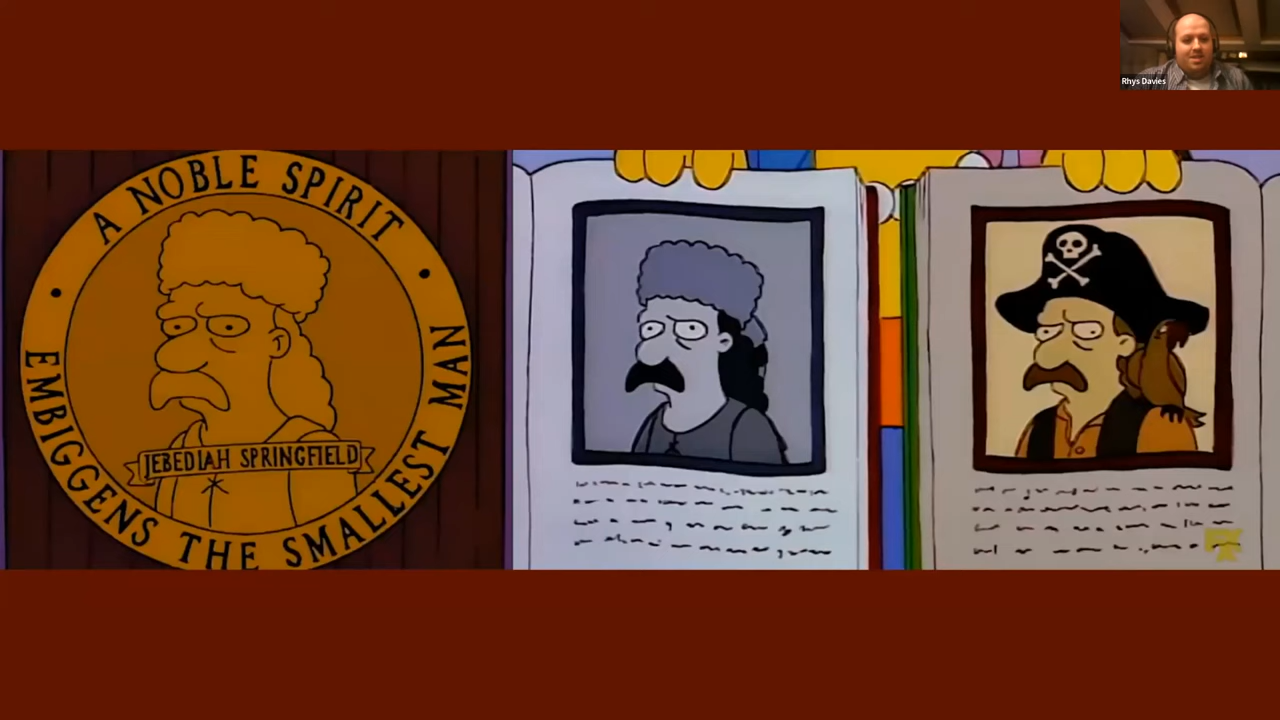 A NOBLE SPIRIT
EMBIGGENS THE SMALLEST MAN
JEBEDIAH SPRINGFIELD
Rhys Davies